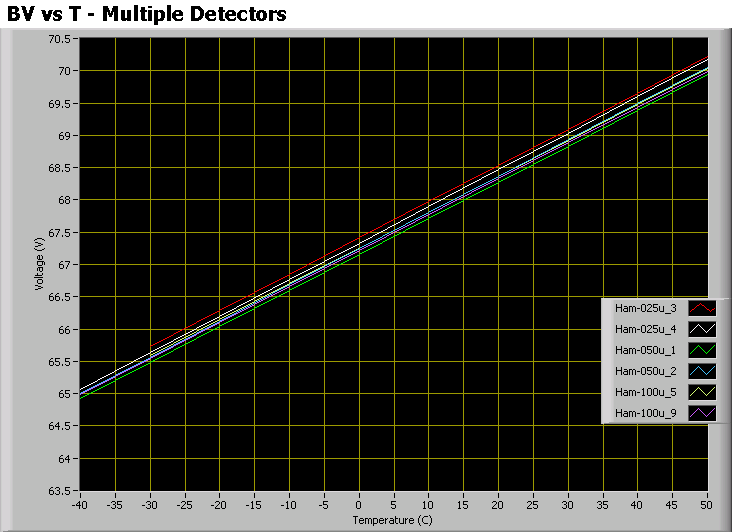 BV vs T - Multiple Detectors
70.5
70
69.5
69
68.5
68
67.5
67
66.5
66
65.5
65
64.5
64
63.5
Voltage (V)
-40 -35 -30 -25 -20 -15 -10 -5 0 5 10 15 20 25 30 35 40 45 50
Temperature (C)
Ham-025u_3
Ham-025u_4
Ham-050u_1
Ham-050u_2
Ham-100u_5
Ham-100u_9